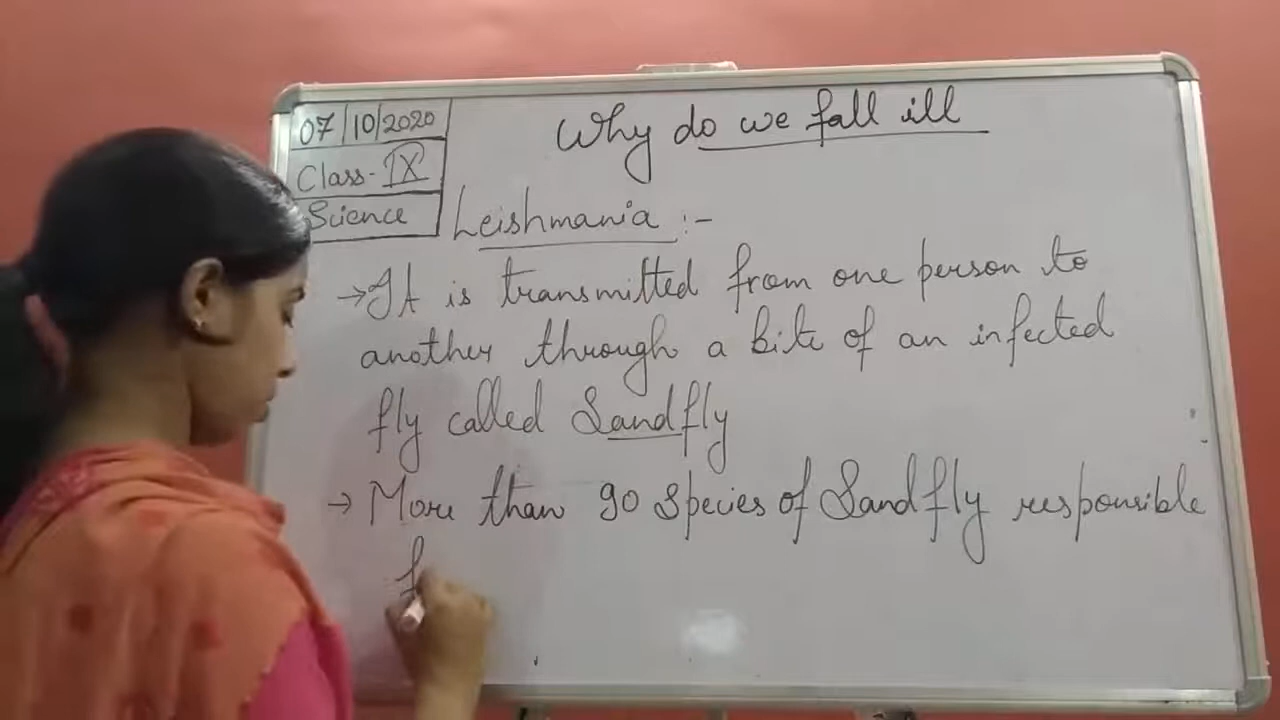 07/10/2020
Class-IX
Science
Why do we fall ill
Leishmania :-
→It is transmitted from one person to
another through a bite of an infected
fly called Sandfly
→ More than 90 Species of Sandfly responsible
f